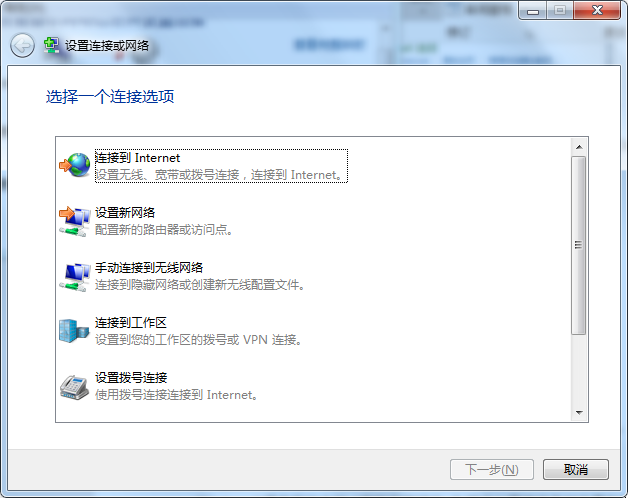 设置连接或网络
选择一个连接选项
连接到 Internet
设置无线、宽带或拨号连接，连接到 Internet。
设置新网络
配置新的路由器或访问点。
手动连接到无线网络
连接到隐藏网络或创建新无线配置文件。
连接到工作区
设置到您的工作区的拨号或 VPN 连接。
设置拨号连接
使用拨号连接连接到 Internet。
下一步(N)
取消